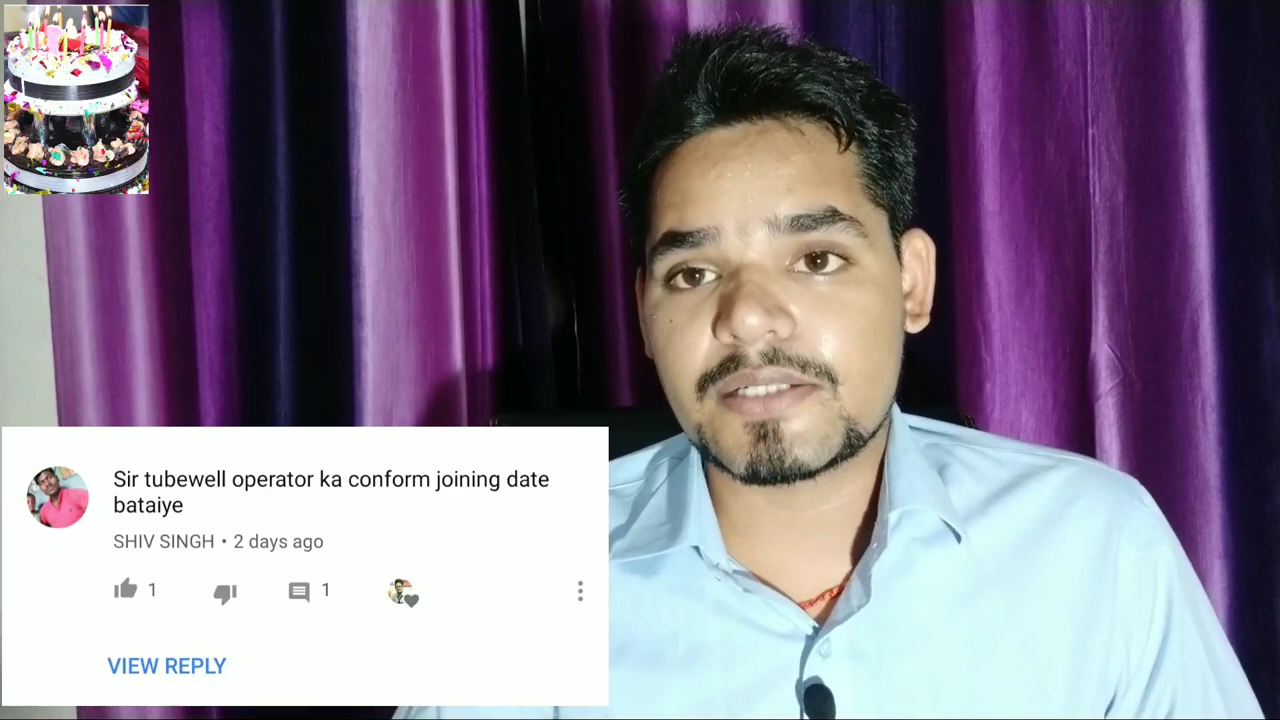 Sir tubewell operator ka conform joining date
bataiye
SHIV SINGH • 2 days ago
1
1
VIEW REPLY